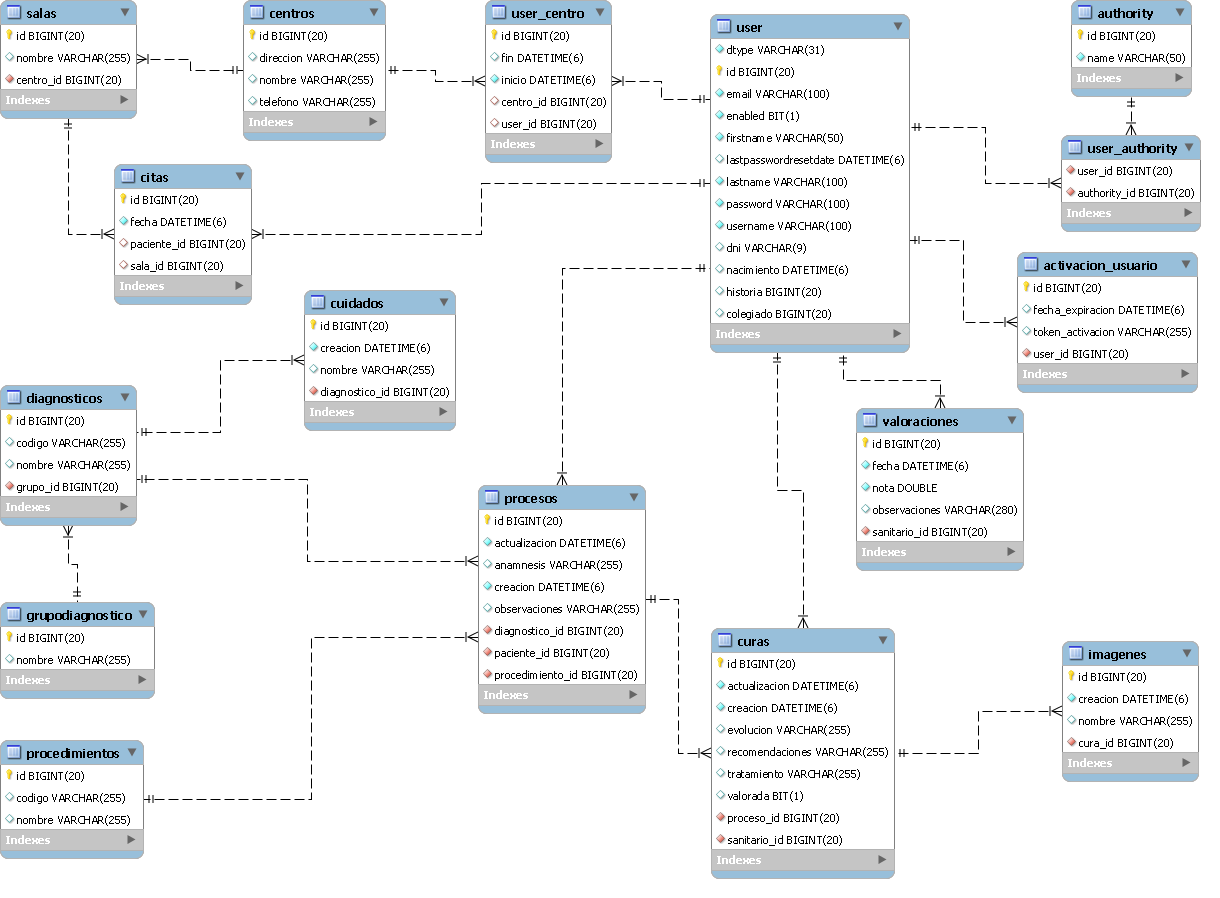 salas
id BIGINT(20)
nombre VARCHAR(255)
centro_id BIGINT(20)
Indexes
centros
id BIGINT(20)
direccion VARCHAR(255)
nombre VARCHAR(255)
telefono VARCHAR(255)
Indexes
user_centro
id BIGINT(20)
fin DATETIME(6)
inicio DATETIME(6)
centro_id BIGINT(20)
user_id BIGINT(20)
Indexes
user
dtype VARCHAR(31)
id BIGINT(20)
email VARCHAR(100)
enabled BIT(1)
firstname VARCHAR(50)
lastpasswordresetdate DATETIME(6)
lastname VARCHAR(100)
password VARCHAR(100)
username VARCHAR(100)
dni VARCHAR(9)
nacimiento DATETIME(6)
historia BIGINT(20)
colegiado BIGINT(20)
Indexes
authority
id BIGINT(20)
name VARCHAR(50)
Indexes
user_authority
user_id BIGINT(20)
authority_id BIGINT(20)
Indexes
citas
id BIGINT(20)
fecha DATETIME(6)
paciente_id BIGINT(20)
sala_id BIGINT(20)
Indexes
activacion_usuario
id BIGINT(20)
fecha_expiracion DATETIME(6)
token_activacion VARCHAR(255)
user_id BIGINT(20)
Indexes
cuidados
id BIGINT(20)
creacion DATETIME(6)
nombre VARCHAR(255)
diagnostico_id BIGINT(20)
Indexes
diagnosticos
id BIGINT(20)
codigo VARCHAR(255)
nombre VARCHAR(255)
grupo_id BIGINT(20)
Indexes
valoraciones
id BIGINT(20)
fecha DATETIME(6)
nota DOUBLE
observaciones VARCHAR(280)
sanitario_id BIGINT(20)
Indexes
procesos
id BIGINT(20)
actualizacion DATETIME(6)
anamnesis VARCHAR(255)
creacion DATETIME(6)
observaciones VARCHAR(255)
diagnostico_id BIGINT(20)
paciente_id BIGINT(20)
procedimiento_id BIGINT(20)
Indexes
grupodiagnostico
id BIGINT(20)
nombre VARCHAR(255)
Indexes
curas
id BIGINT(20)
actualizacion DATETIME(6)
creacion DATETIME(6)
evolucion VARCHAR(255)
recomendaciones VARCHAR(255)
tratamiento VARCHAR(255)
valorada BIT(1)
proceso_id BIGINT(20)
sanitario_id BIGINT(20)
Indexes
imagenes
id BIGINT(20)
creacion DATETIME(6)
nombre VARCHAR(255)
cura_id BIGINT(20)
Indexes
procedimientos
id BIGINT(20)
codigo VARCHAR(255)
nombre VARCHAR(255)
Indexes